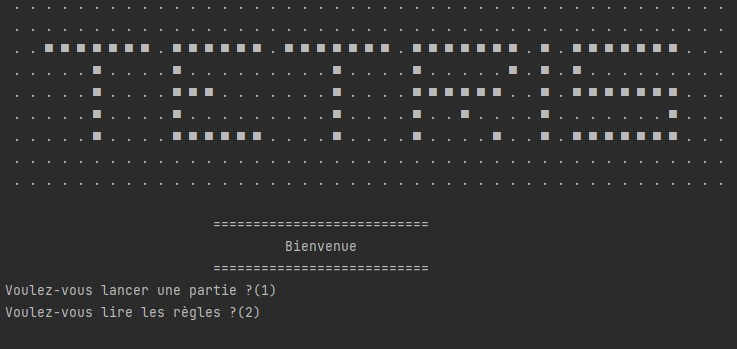 TETRIS
===========================
Bienvenue
===========================
Voulez-vous lancer une partie ?(1)
Voulez-vous lire les règles ?(2)